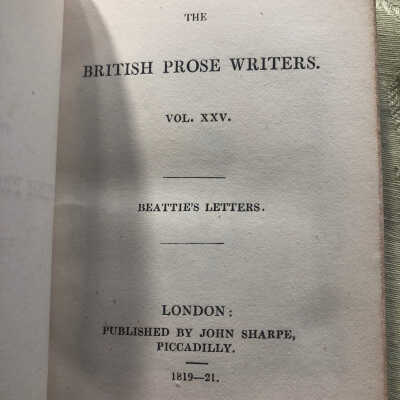 THE
BRITISH PROSE WRITERS.
VOL. XXV.
BEATTIE'S LETTERS.
LONDON:
PUBLISHED BY JOHN SHARPE,
PICCADILLY.
1819—21.